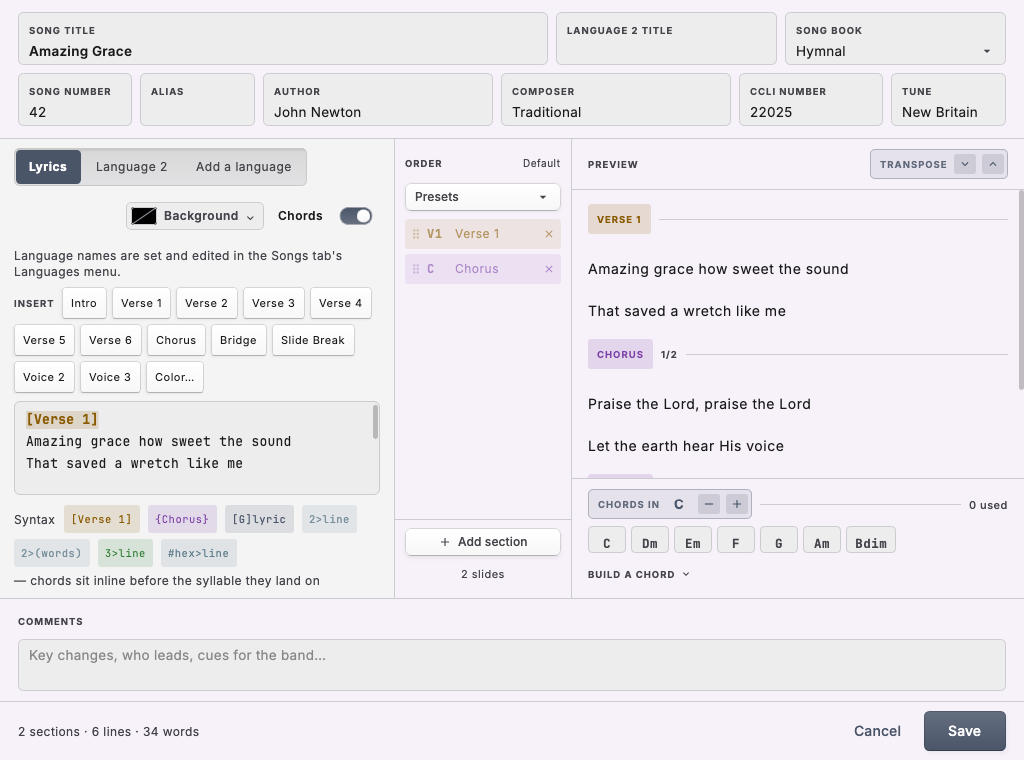 SONG TITLE
Amazing Grace
LANGUAGE 2 TITLE
SONG BOOK
Hymnal
SONG NUMBER
42
ALIAS
AUTHOR
John Newton
COMPOSER
Traditional
CCLI NUMBER
22025
TUNE
New Britain
Lyrics
Language 2
Add a language
Background
Chords
Language names are set and edited in the Songs tab's
Languages menu.
INSERT Intro Verse 1 Verse 2 Verse 3 Verse 4
Verse 5 Verse 6 Chorus Bridge Slide Break
Voice 2 Voice 3 Color...
[Verse 1]
Amazing grace how sweet the sound
That saved a wretch like me
Syntax [Verse 1] {Chorus} [G]lyric 2>line
2>(words) 3>line #hex>line
— chords sit inline before the syllable they land on
ORDER Default
Presets
V1 Verse 1 ×
C Chorus ×
+ Add section
2 slides
PREVIEW
TRANSPOSE
VERSE 1
Amazing grace how sweet the sound
That saved a wretch like me
CHORUS 1/2
Praise the Lord, praise the Lord
Let the earth hear His voice
CHORDS IN C − +
0 used
C Dm Em F G Am Bdim
BUILD A CHORD
COMMENTS
Key changes, who leads, cues for the band...
2 sections · 6 lines · 34 words
Cancel
Save